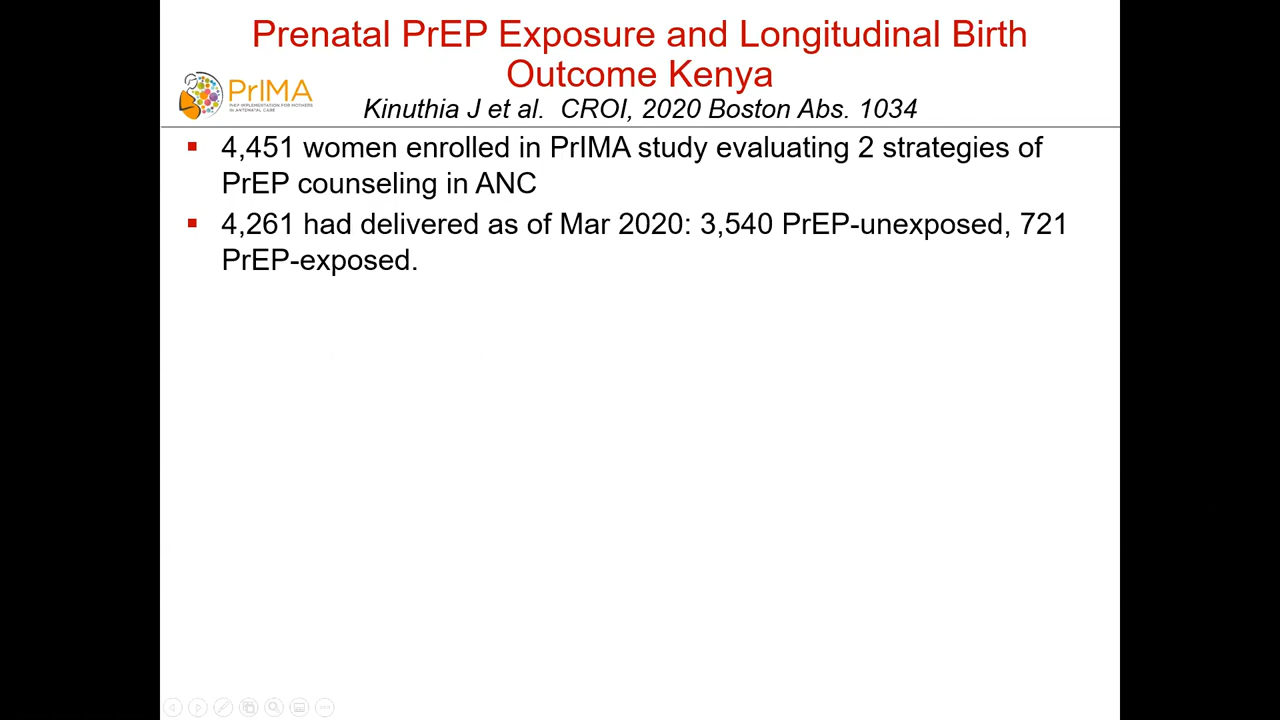 Prenatal PrEP Exposure and Longitudinal Birth
Outcome Kenya
PrIMA
PrEP IMPLEMENTATION FOR MOTHERS
IN ANTENATAL CARE
Kinuthia J et al. CROI, 2020 Boston Abs. 1034
4,451 women enrolled in PrIMA study evaluating 2 strategies of
PrEP counseling in ANC
4,261 had delivered as of Mar 2020: 3,540 PrEP-unexposed, 721
PrEP-exposed.